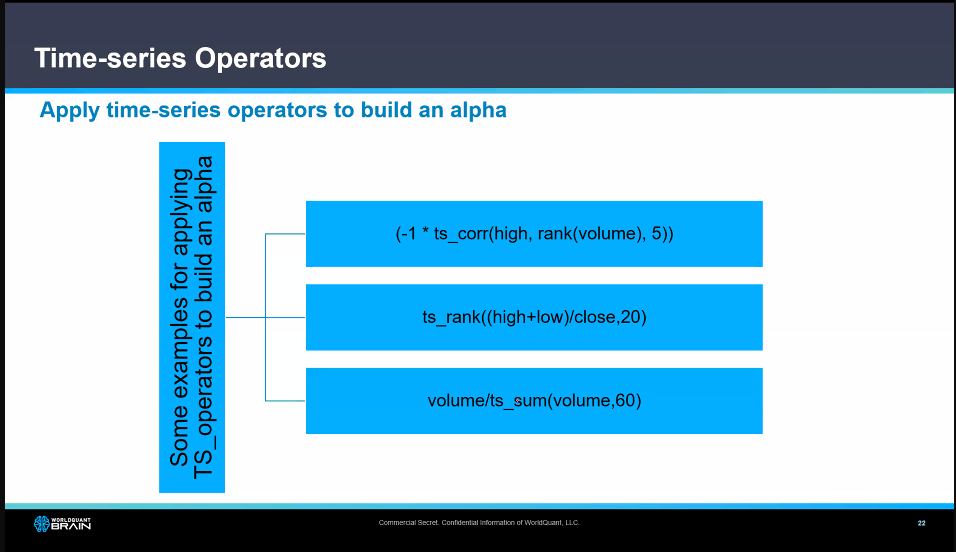 Time-series Operators
Apply time-series operators to build an alpha
Some examples for applying
TS_operators to build an alpha
(-1 * ts_corr(high, rank(volume), 5))
ts_rank((high+low)/close,20)
volume/ts_sum(volume,60)
WORLDQUANT
BRAIN
Commercial Secret. Confidential Information of WorldQuant, LLC.
22